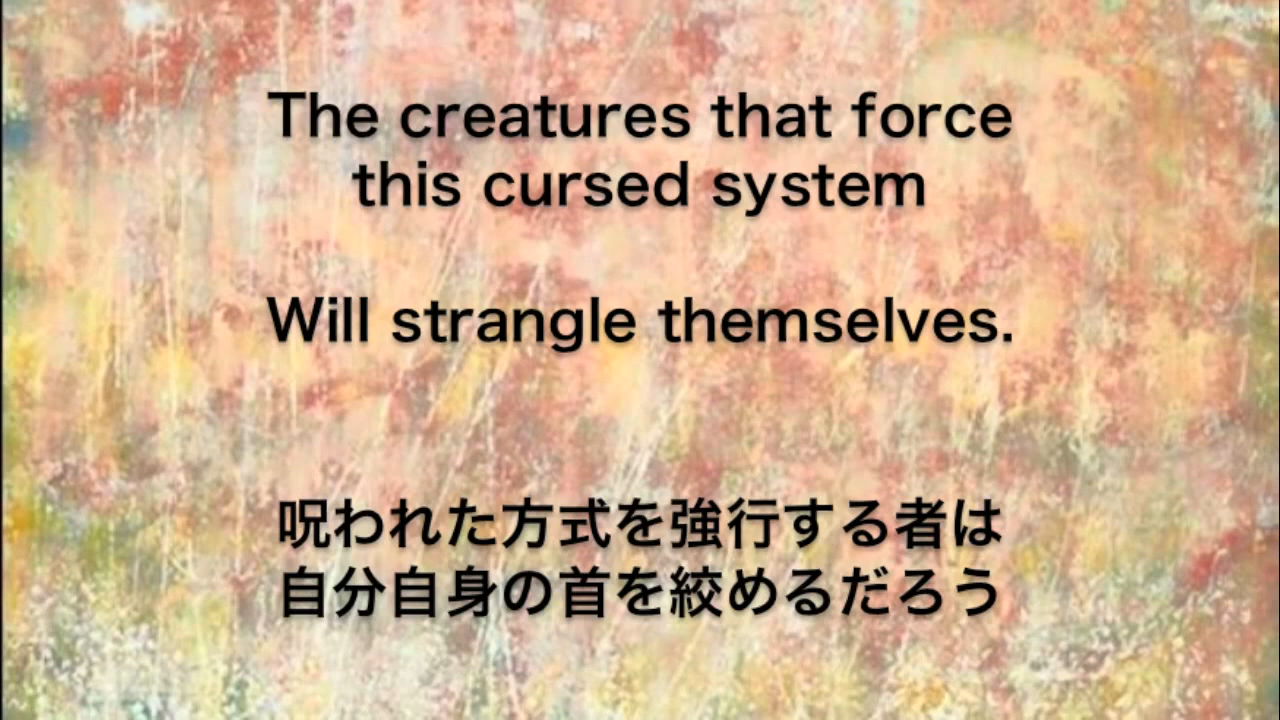 The creatures that force
this cursed system
Will strangle themselves.
呪われた方式を強行する者は
自分自身の首を絞めるだろう